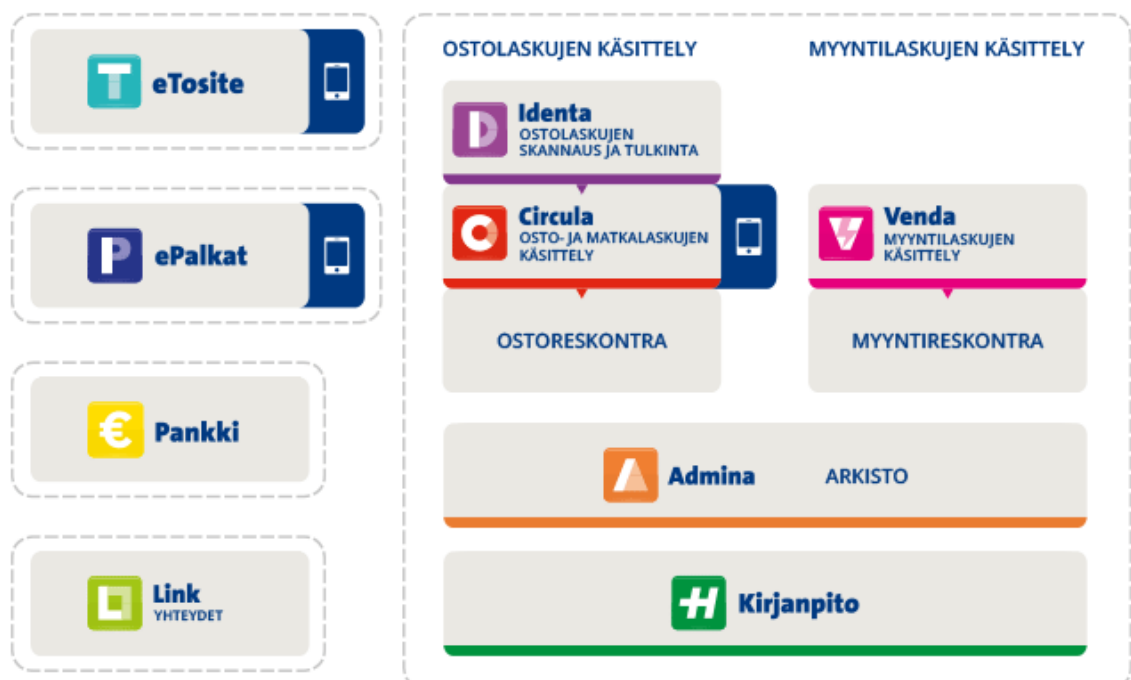 eTosite
ePalkat
€ Pankki
Link
YHTEYDET
OSTOLASKUJEN KÄSITTELY
Identa
OSTOLASKUJEN
SKANNAUS JA TULKINTA
Circula
OSTO- JA MATKALASKUJEN
KÄSITTELY
OSTORESKONTRA
MYYNTILASKUJEN KÄSITTELY
Venda
MYYNTILASKUJEN
KÄSITTELY
MYYNTIRESKONTRA
Admina ARKISTO
Kirjanpito